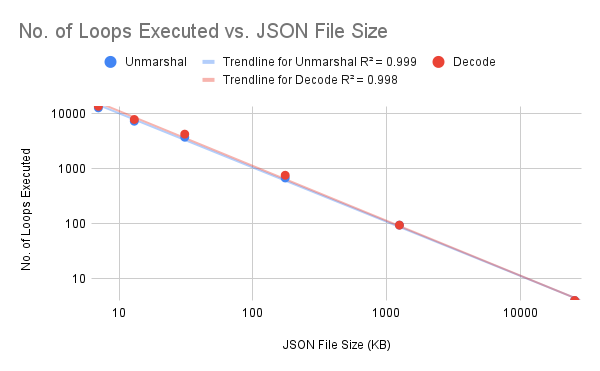 No. of Loops Executed vs. JSON File Size
Unmarshal
Trendline for Unmarshal R² = 0.999
Decode
Trendline for Decode R² = 0.998
No. of Loops Executed
10000
1000
100
10
10
100
1000
10000
JSON File Size (KB)